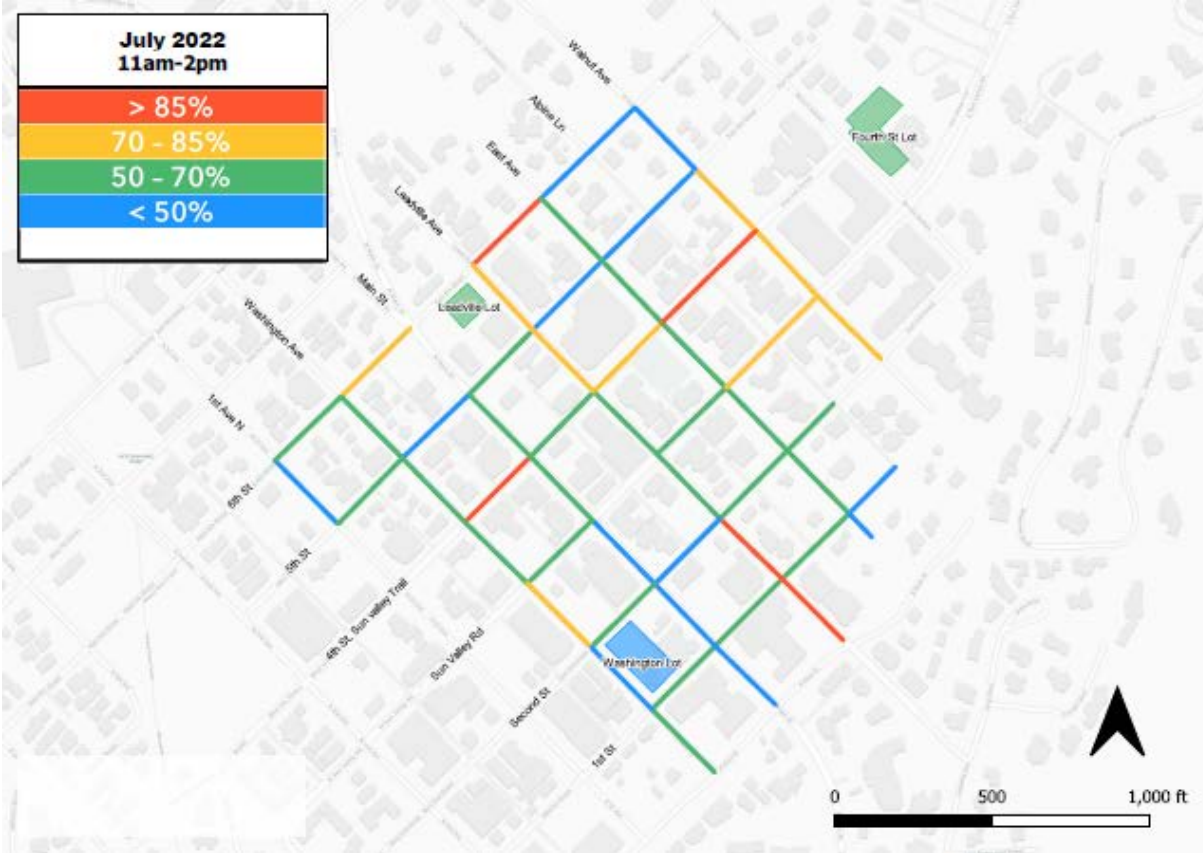 July 2022
11am-2pm
> 85%
70 - 85%
50 - 70%
< 50%
Walnut Ave
Alpine Ln
East Ave
Leadville Ave
Main St
Washington Ave
1st Ave N
Fourth St Lot
Leadville Lot
6th St
5th St
4th St, Sun valley Trail
Sun Valley Rd
Second St
1st St
Washington Lot
0 500 1,000 ft